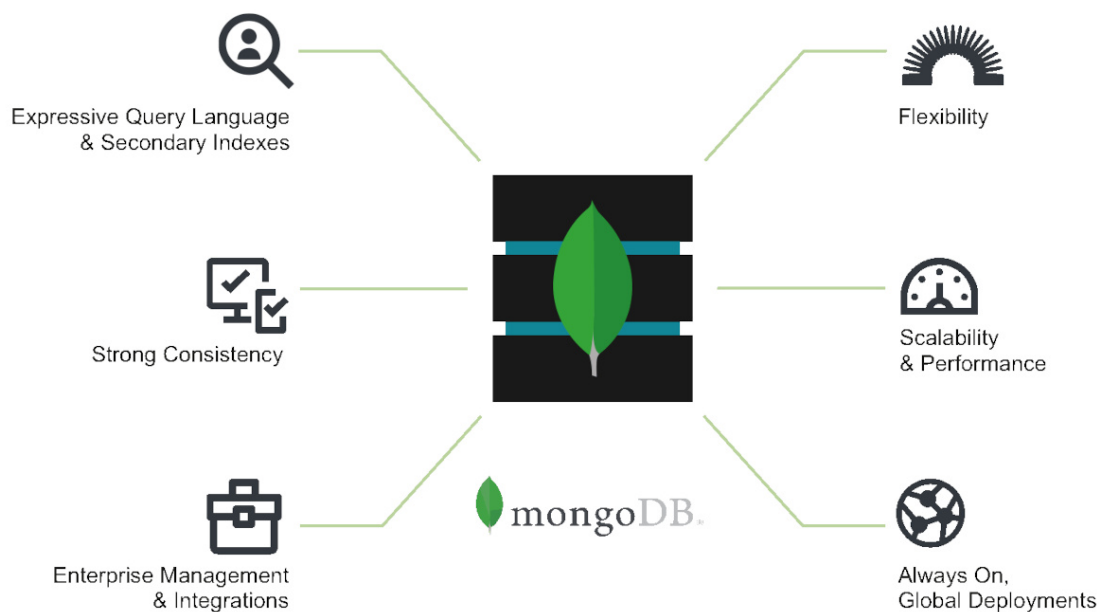 Expressive Query Language
& Secondary Indexes
Flexibility
Strong Consistency
Scalability
& Performance
Enterprise Management
& Integrations
mongoDB®
Always On,
Global Deployments